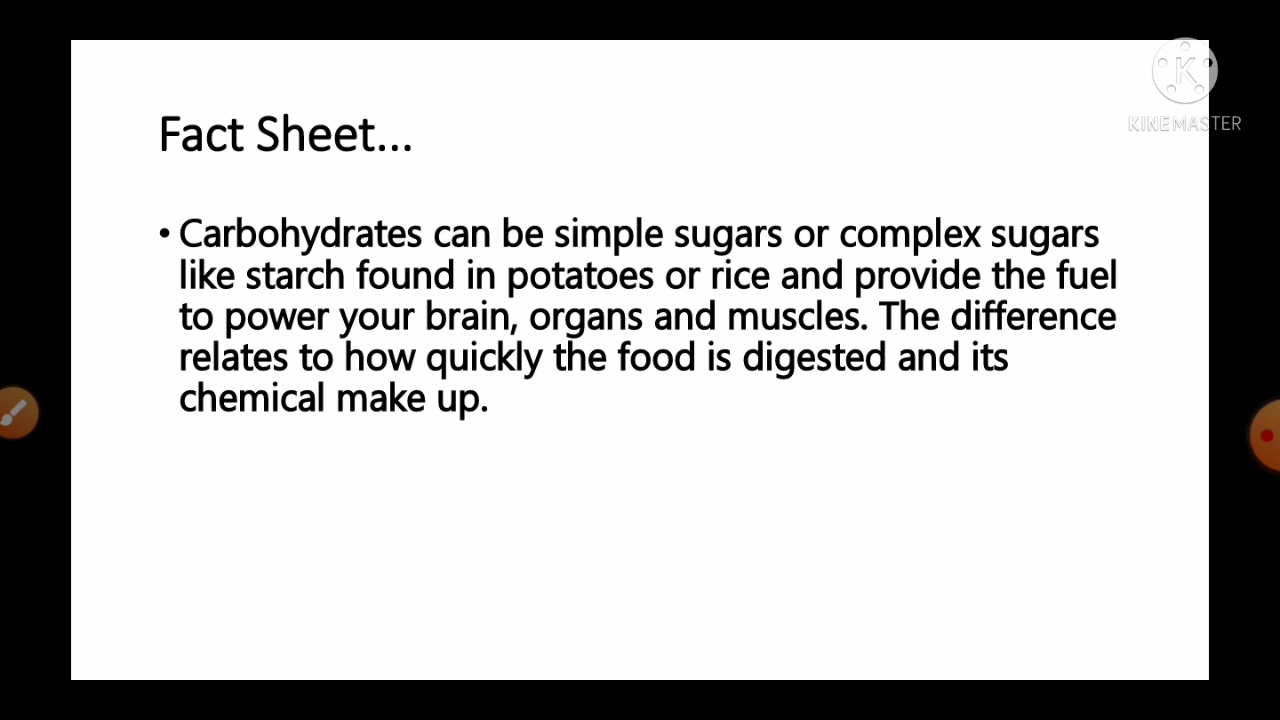 KINEMASTER
Fact Sheet...
• Carbohydrates can be simple sugars or complex sugars
like starch found in potatoes or rice and provide the fuel
to power your brain, organs and muscles. The difference
relates to how quickly the food is digested and its
chemical make up.